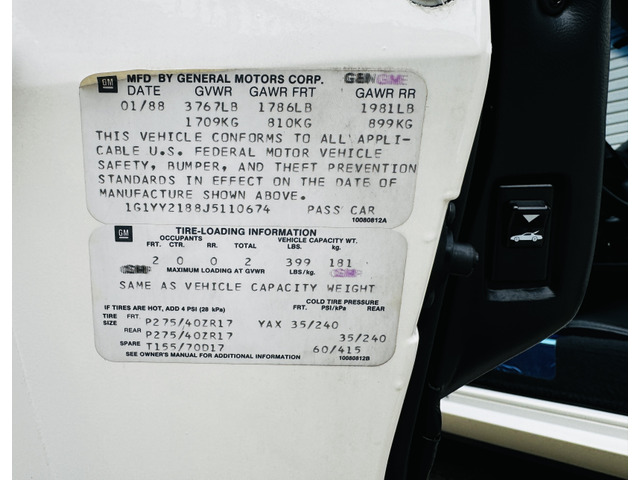 GM
MFD BY GENERAL MOTORS CORP.
DATE GVWR GAWR FRT GAWR RR
01/88 3767LB 1786LB 1981LB
1709KG 810KG 899KG
THIS VEHICLE CONFORMS TO ALL APPLI-
CABLE U.S. FEDERAL MOTOR VEHICLE
SAFETY, BUMPER, AND THEFT PREVENTION
STANDARDS IN EFFECT ON THE DATE OF
MANUFACTURE SHOWN ABOVE.
1G1YY2188J5110674 PASS CAR
10080812A
GM TIRE-LOADING INFORMATION
OCCUPANTS VEHICLE CAPACITY WT.
FRT. CTR. RR. TOTAL LBS. KG.
2 0 0 2 399 181
MAXIMUM LOADING AT GVWR LBS/kg.
SAME AS VEHICLE CAPACITY WEIGHT
COLD TIRE PRESSURE
IF TIRES ARE HOT, ADD 4 PSI (28 kPa) FRT. PSI/kPa
TIRE SIZE FRT. P275/40ZR17 YAX 35/240
REAR P275/40ZR17 35/240
SPARE T155/70D17 60/415
SEE OWNER'S MANUAL FOR ADDITIONAL INFORMATION 10080812B